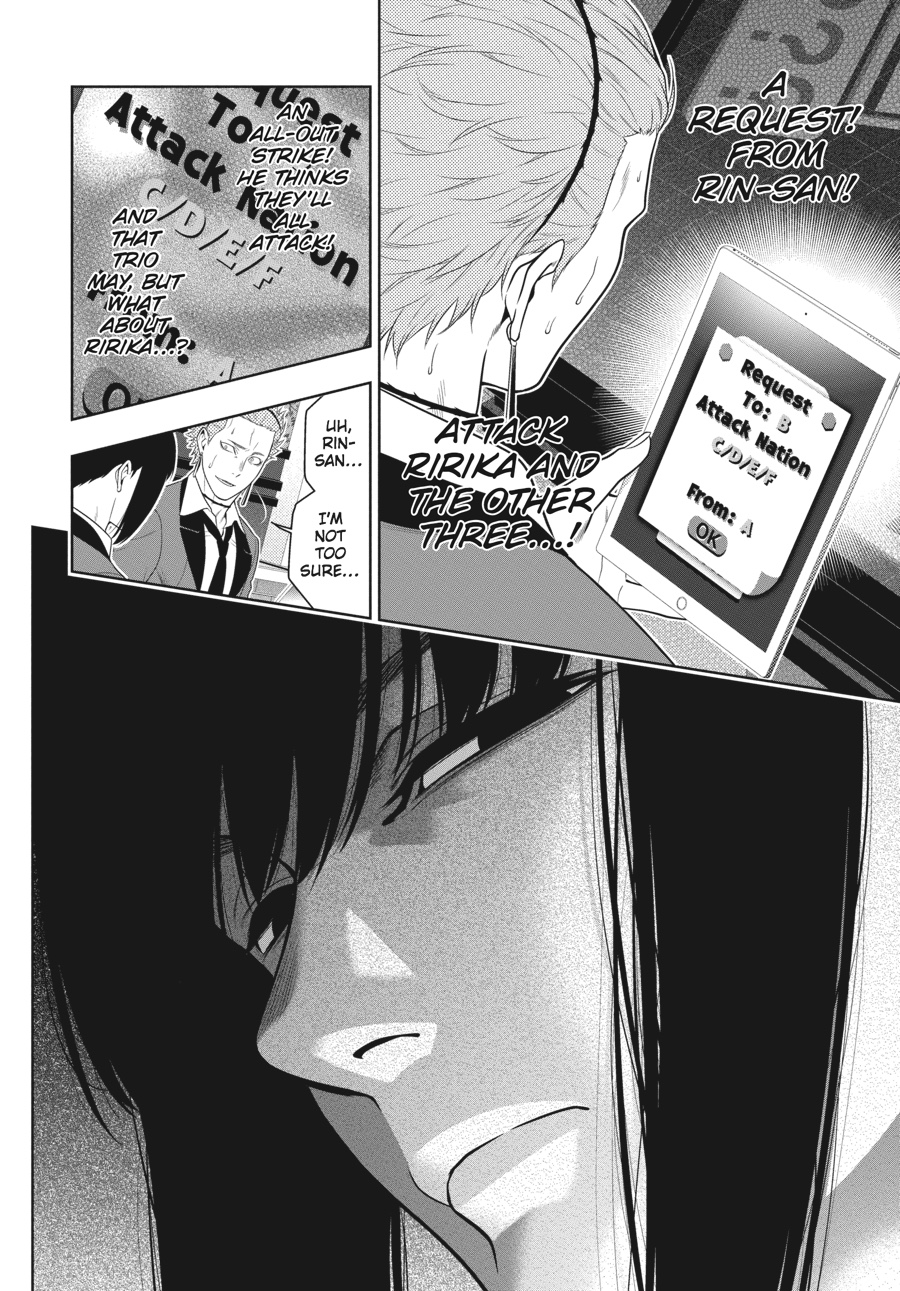 A
REQUEST!
FROM
RIN-SAN!
Request
To: B
Attack Nation
C/D/E/F
From: A
OK
ATTACK
RIRIKA AND
THE OTHER
THREE...!
quest
To
Attack Nation
C/D/E/F
A
AN
ALL-OUT
STRIKE!
HE THINKS
THEY'LL
ALL
ATTACK!
AND
THAT
TRIO
MAY, BUT
WHAT
ABOUT
RIRIKA...?
UH,
RIN-
SAN...
I'M
NOT
TOO
SURE...